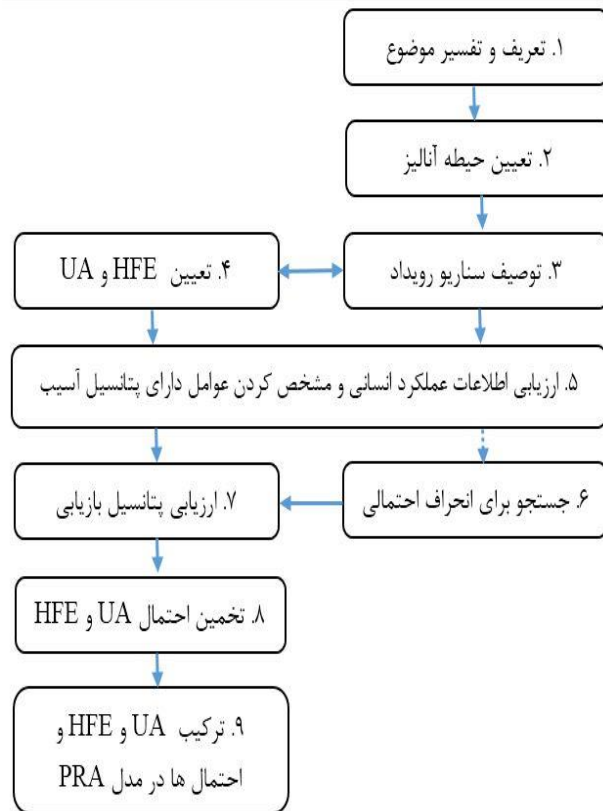 ۱. تعریف و تفسیر موضوع
۲. تعیین حیطه آنالیز
۳. توصیف سناریو رویداد
۴. تعیین HFE و UA
۵. ارزیابی اطلاعات عملکرد انسانی و مشخص کردن عوامل دارای پتانسیل آسیب
۶. جستجو برای انحراف احتمالی
۷. ارزیابی پتانسیل بازیابی
۸. تخمین احتمال UA و HFE
۹. ترکیب UA و HFE و
احتمال ها در مدل PRA